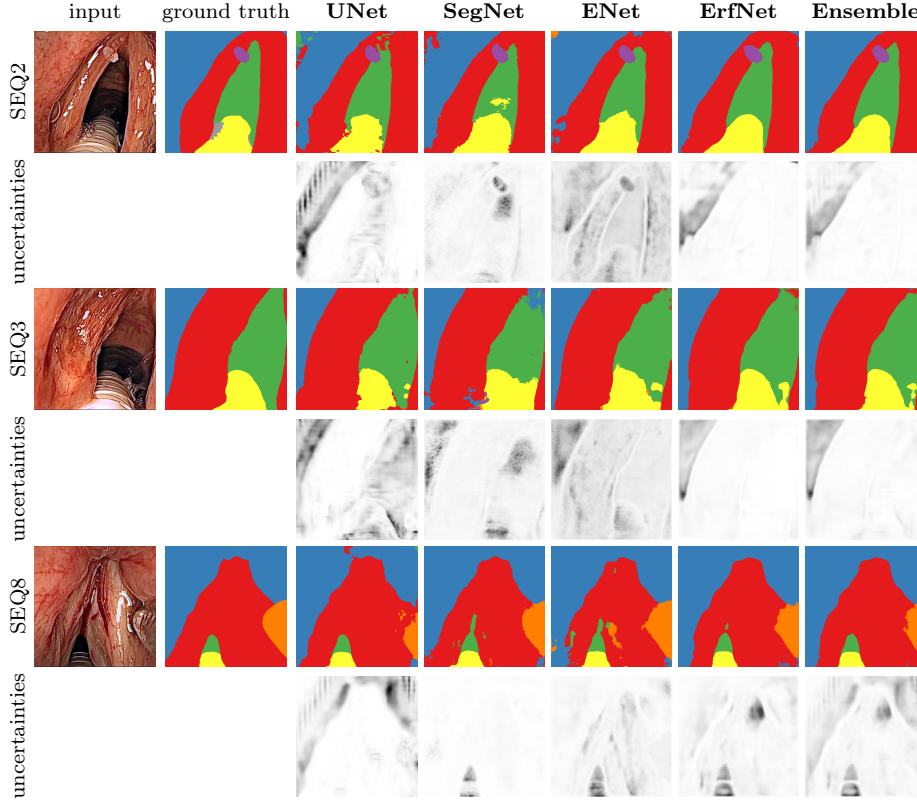 input ground truth UNet SegNet ENet ErfNet Ensemble
SEQ2
uncertainties
SEQ3
uncertainties
SEQ8
uncertainties